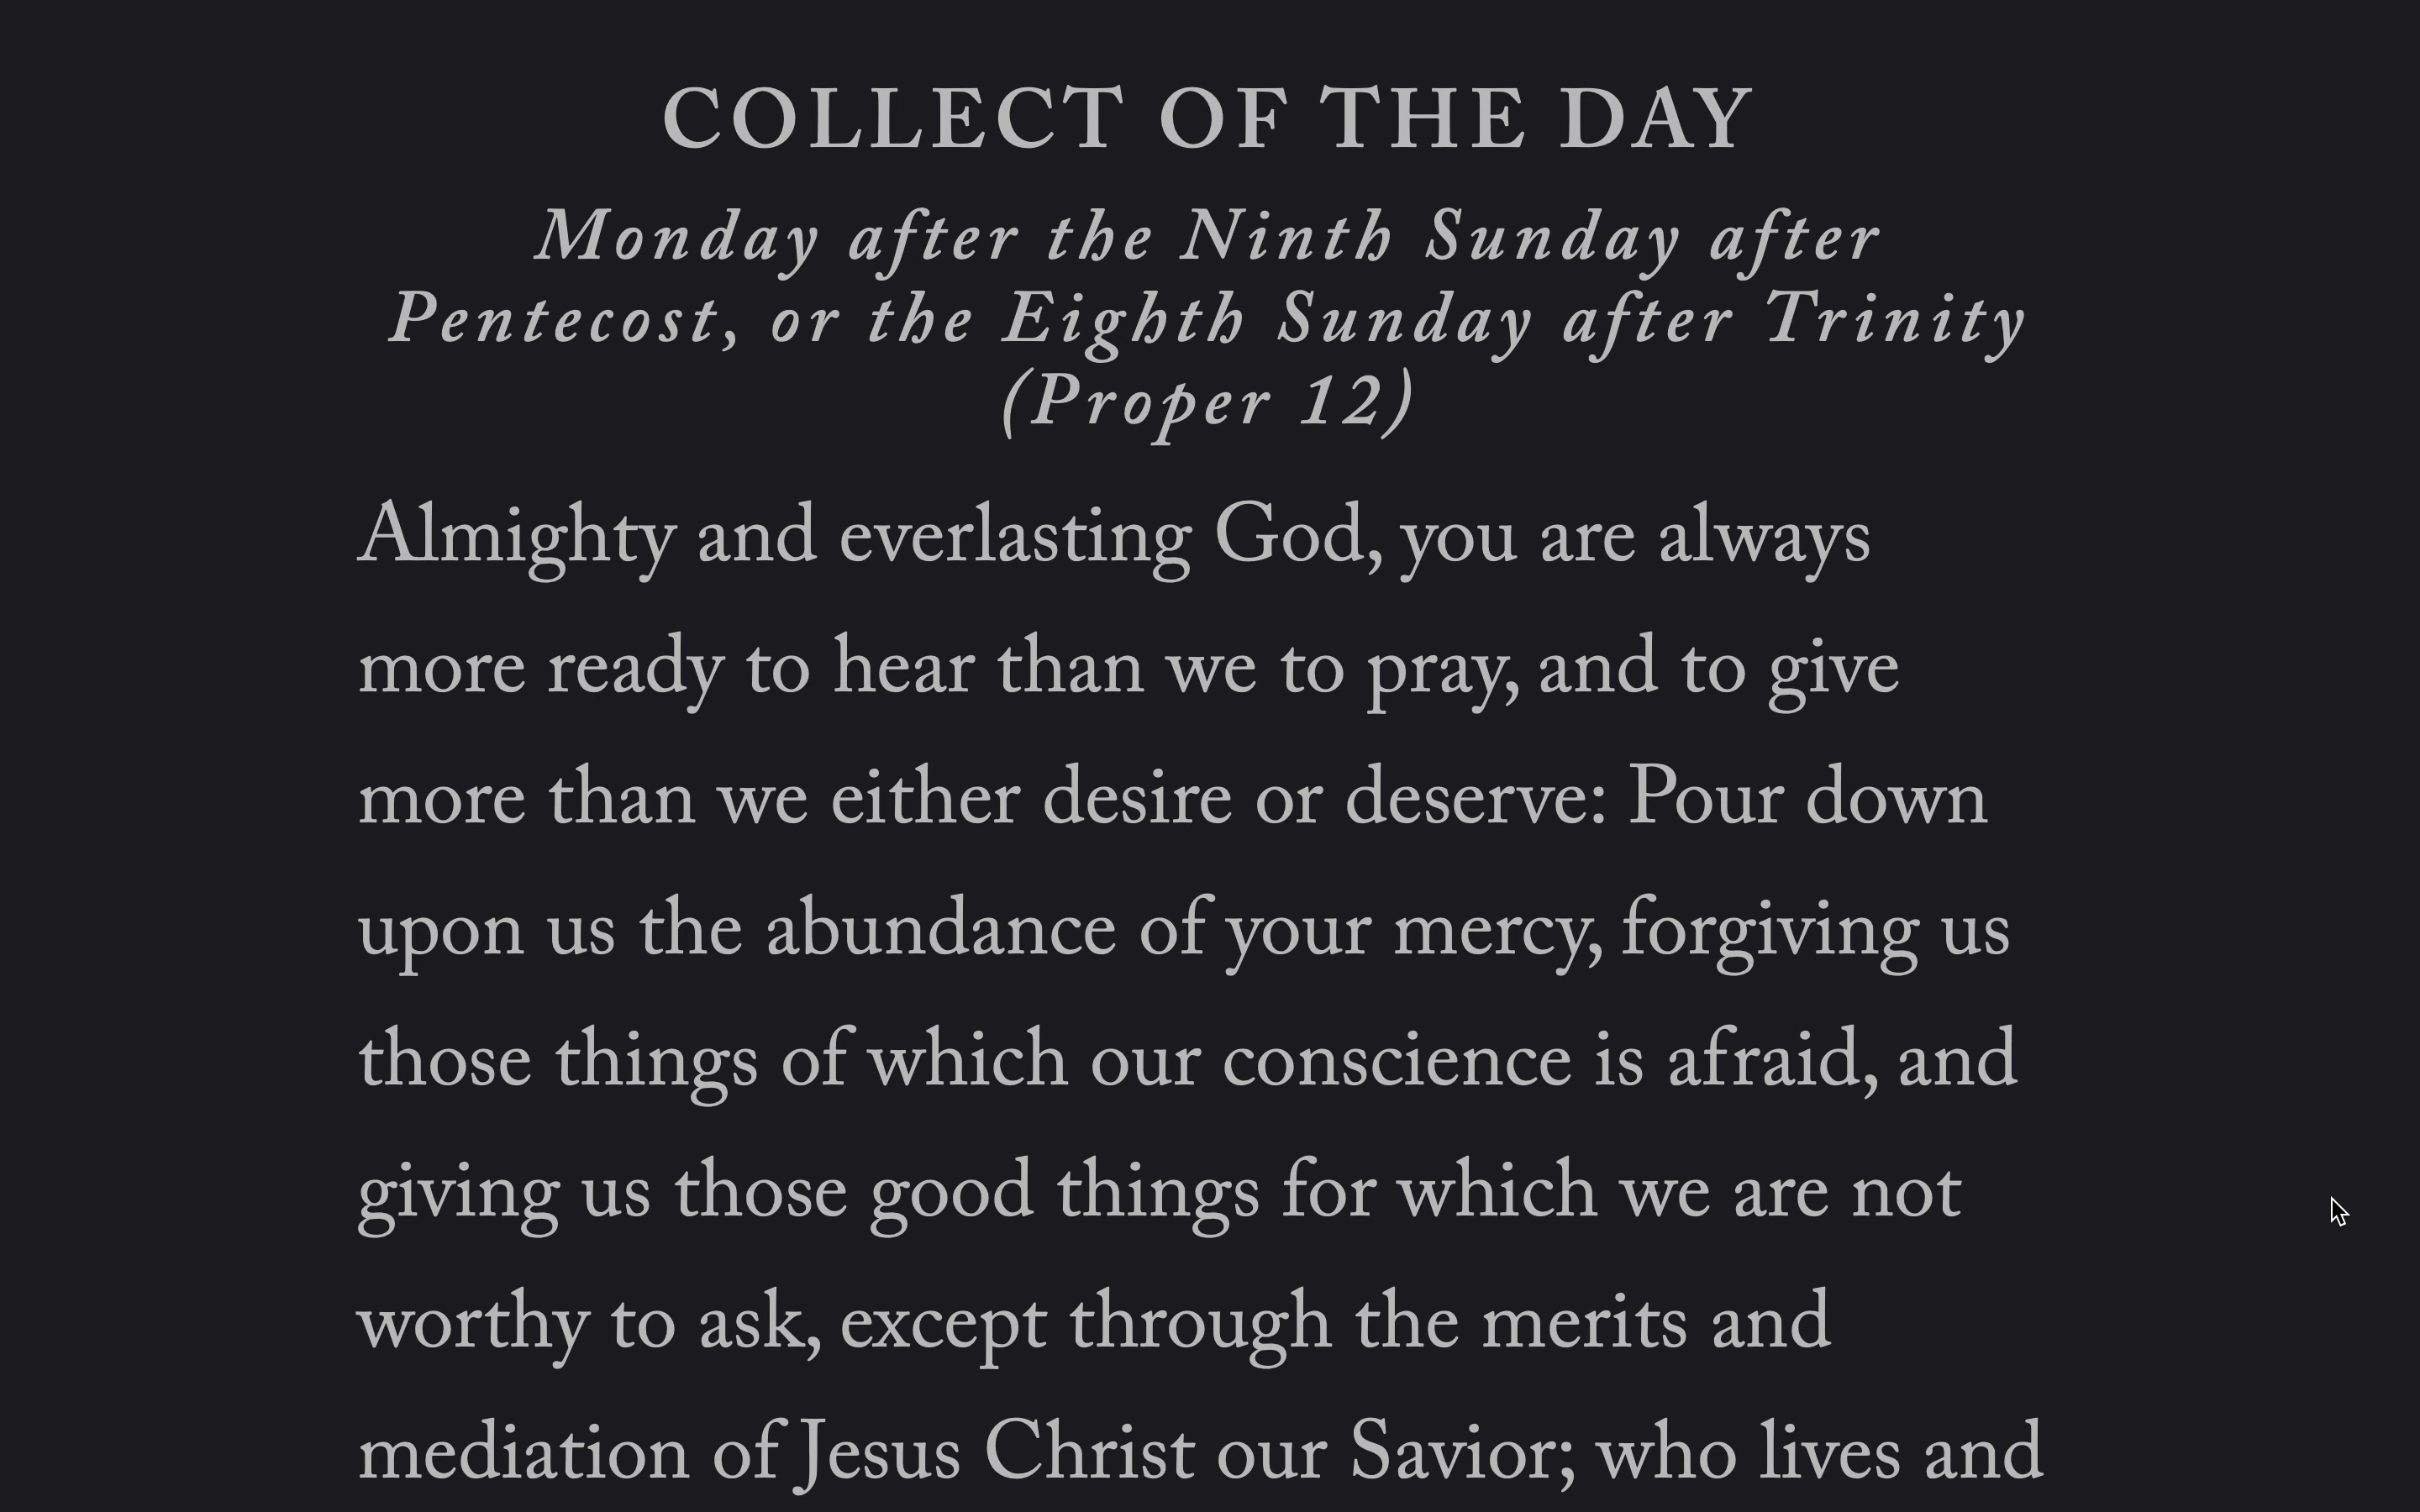 COLLECT OF THE DAY
Monday after the Ninth Sunday after
Pentecost, or the Eighth Sunday after Trinity
(Proper 12)
Almighty and everlasting God, you are always
more ready to hear than we to pray, and to give
more than we either desire or deserve: Pour down
upon us the abundance of your mercy, forgiving us
those things of which our conscience is afraid, and
giving us those good things for which we are not
worthy to ask, except through the merits and
mediation of Jesus Christ our Savior; who lives and